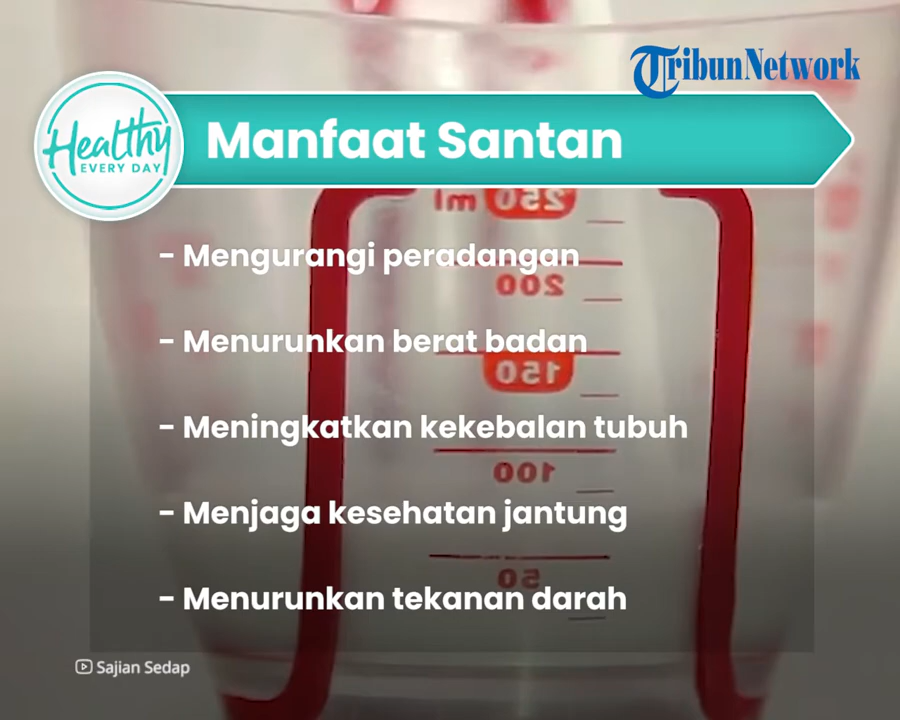 TribunNetwork
Healthy
EVERY DAY
Manfaat Santan
250 ml
- Mengurangi peradangan
200
- Menurunkan berat badan
150
- Meningkatkan kekebalan tubuh
100
- Menjaga kesehatan jantung
50
- Menurunkan tekanan darah
Sajian Sedap